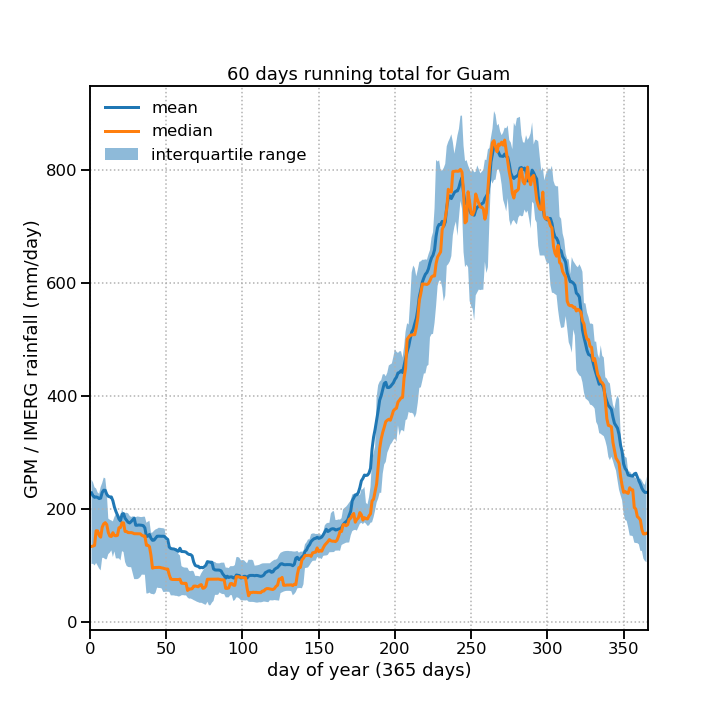 60 days running total for Guam
mean
median
interquartile range
GPM / IMERG rainfall (mm/day)
800
600
400
200
0
0 50 100 150 200 250 300 350
day of year (365 days)